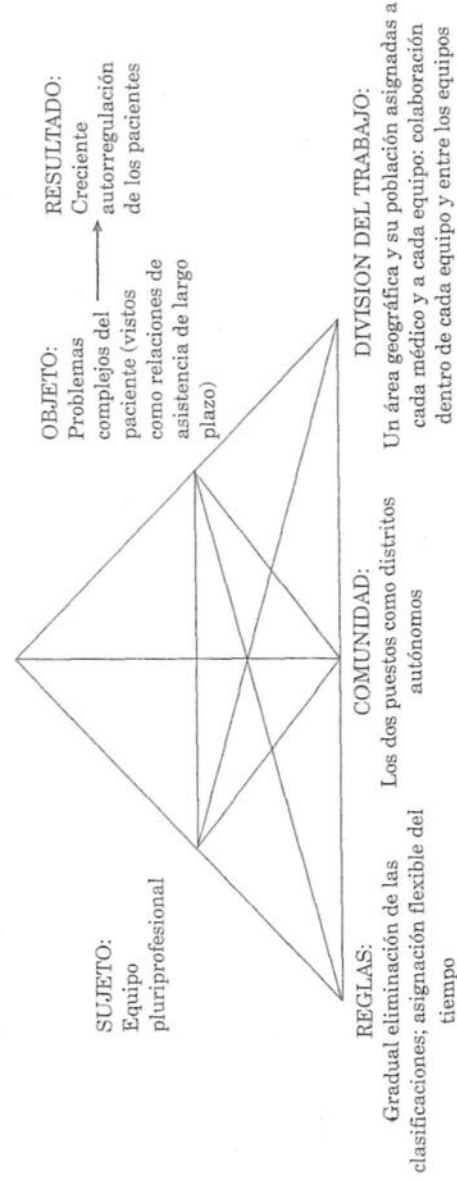 OBJETO:
Problemas
complejos del
paciente (vistos
como relaciones de
asistencia de largo
plazo)
RESULTADO:
Creciente
autorregulación
de los pacientes
SUJETO:
Equipo
pluriprofesional
REGLAS:
Gradual eliminación de las
clasificaciones; asignación flexible del
tiempo
COMUNIDAD:
Los dos puestos como distritos
autónomos
DIVISION DEL TRABAJO:
Un área geográfica y su población asignadas a
cada médico y a cada equipo: colaboración
dentro de cada equipo y entre los equipos